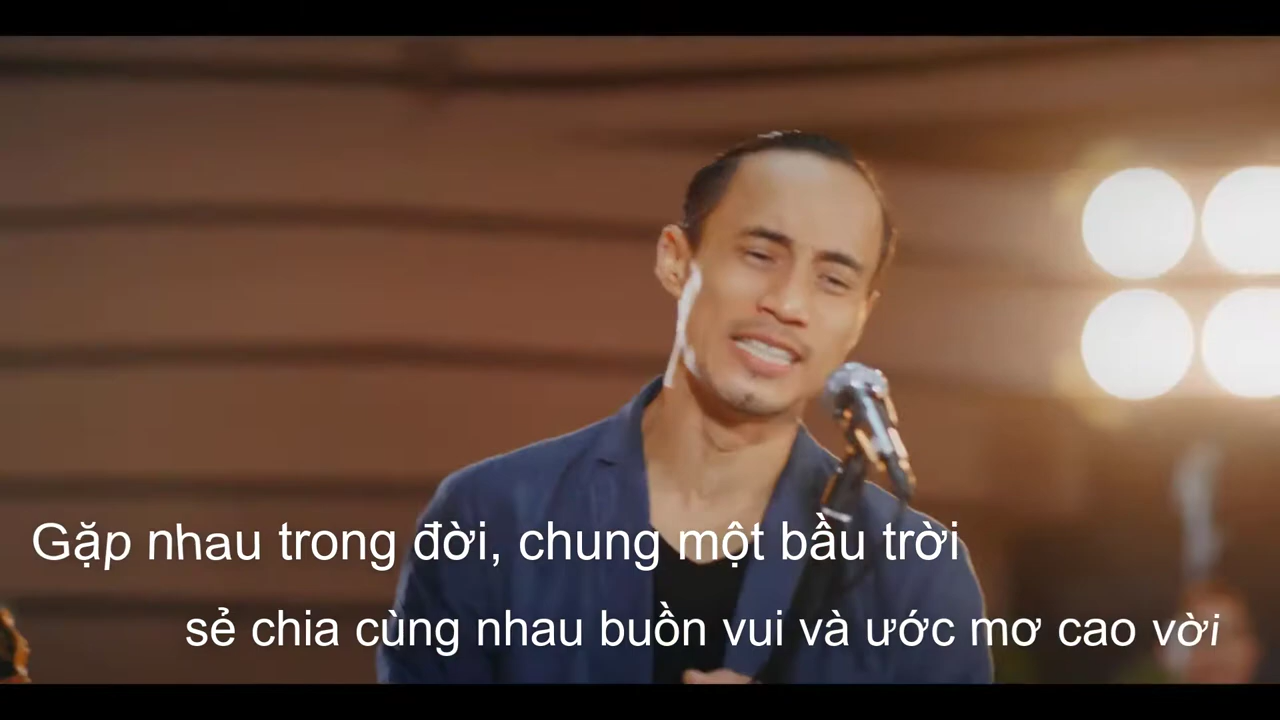 Gặp nhau trong đời, chung một bầu trời
sẻ chia cùng nhau buồn vui và ước mơ cao vời